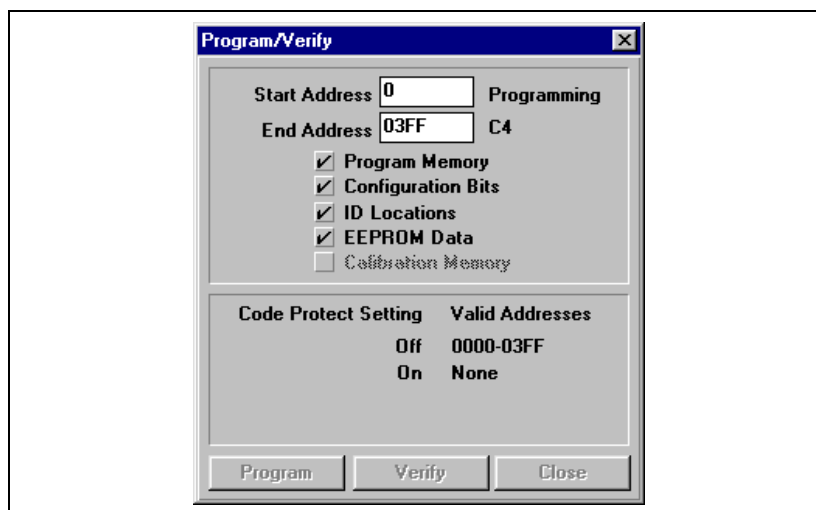 Program/Verify
Start Address 0 Programming
End Address 03FF C4
Program Memory
Configuration Bits
ID Locations
EEPROM Data
Calibration Memory
Code Protect Setting Valid Addresses
Off 0000-03FF
On None
Program Verify Close